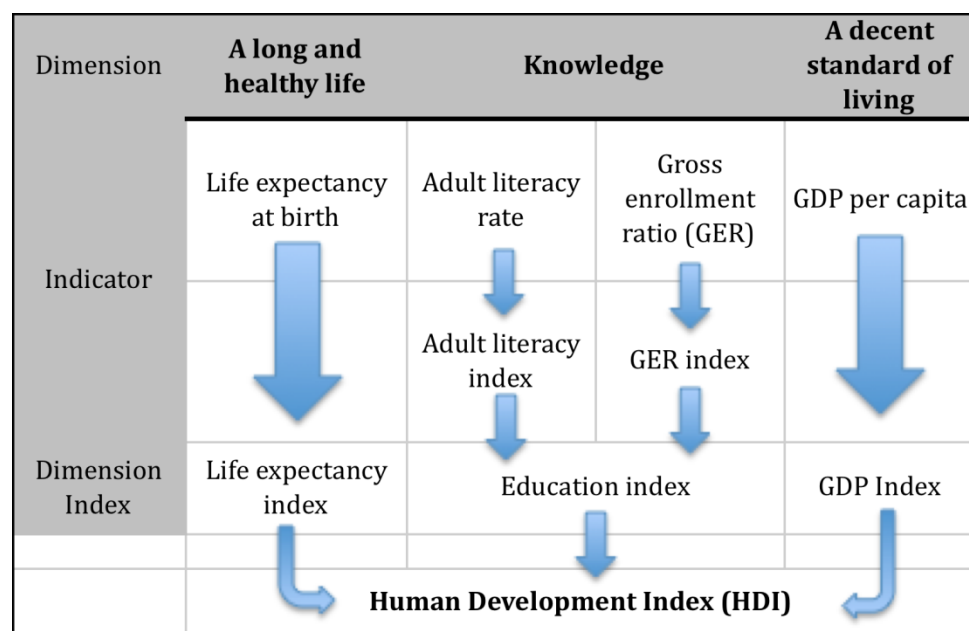 Dimension
A long and
healthy life
Knowledge
A decent
standard of
living
Indicator
Life expectancy
at birth
Adult literacy
rate
Gross
enrollment
ratio (GER)
GDP per capita
Adult literacy
index
GER index
Dimension
Index
Life expectancy
index
Education index
GDP Index
Human Development Index (HDI)